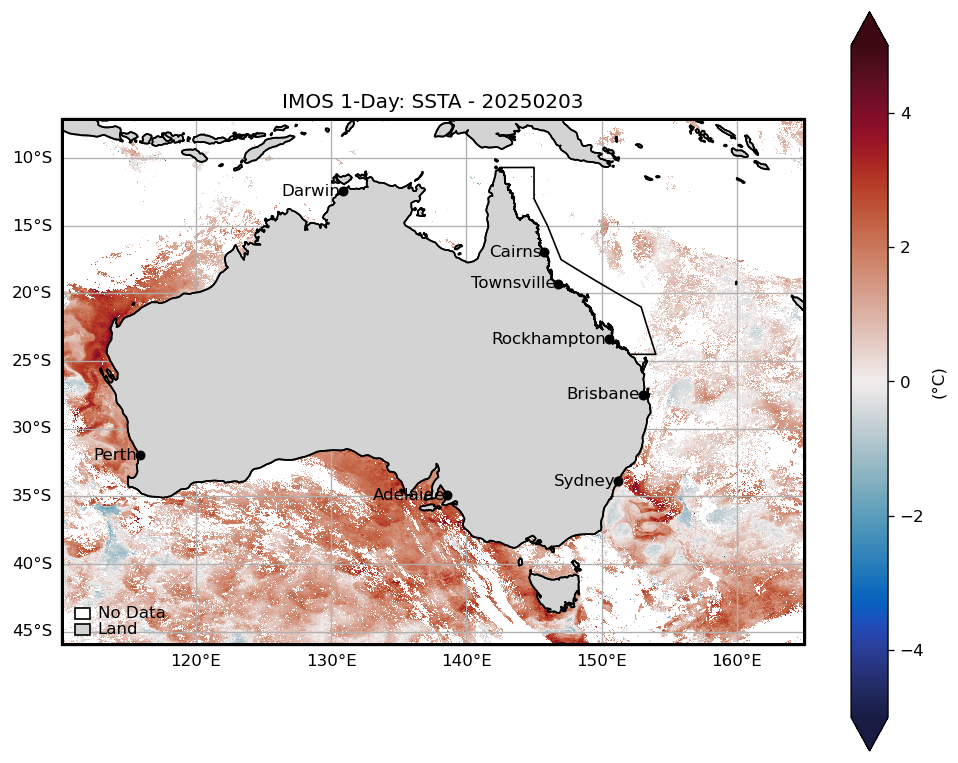 IMOS 1-Day: SSTA - 20250203
10°S
15°S
20°S
25°S
30°S
35°S
40°S
45°S
Darwin
Cairns
Townsville
Rockhampton
Brisbane
Perth
Sydney
Adelaide
No Data
Land
120°E 130°E 140°E 150°E 160°E
4
2
0
−2
−4
(°C)